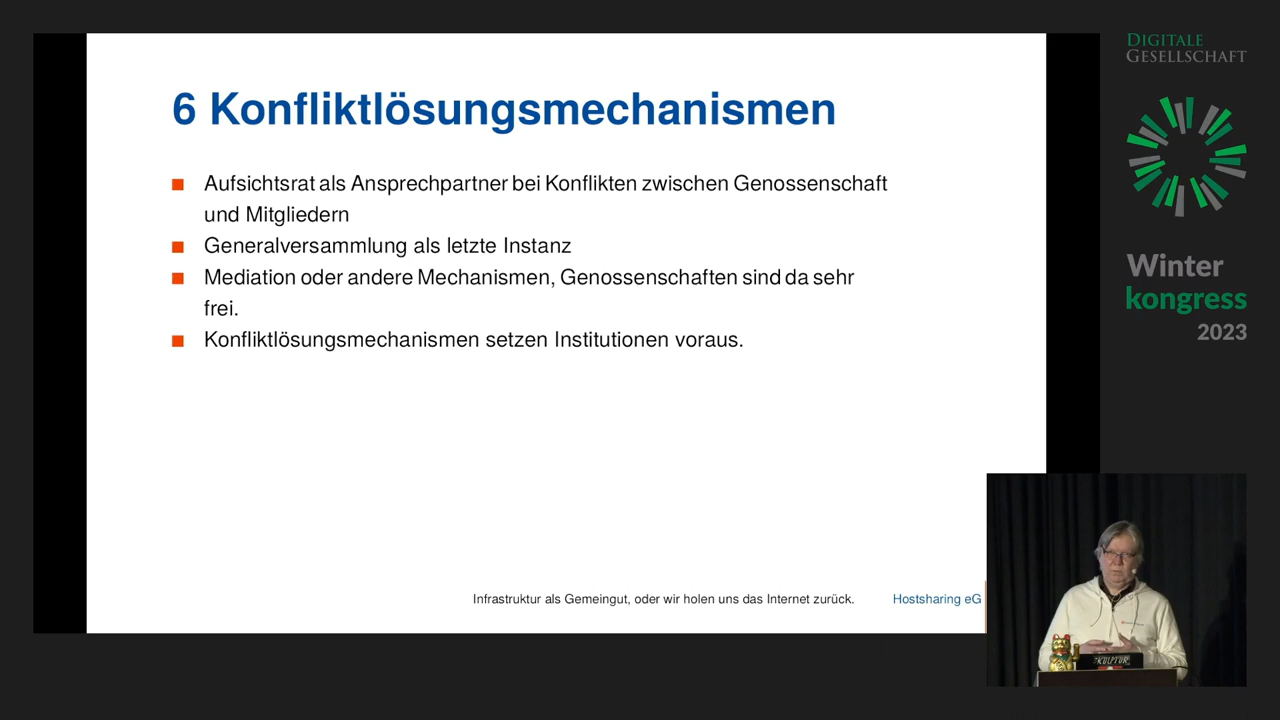 6 Konfliktlösungsmechanismen
Aufsichtsrat als Ansprechpartner bei Konflikten zwischen Genossenschaft
und Mitgliedern
Generalversammlung als letzte Instanz
Mediation oder andere Mechanismen, Genossenschaften sind da sehr
frei.
Konfliktlösungsmechanismen setzen Institutionen voraus.
Infrastruktur als Gemeingut, oder wir holen uns das Internet zurück. Hostsharing eG
DIGITALE
GESELLSCHAFT
Winter
kongress
2023
KULPTUR